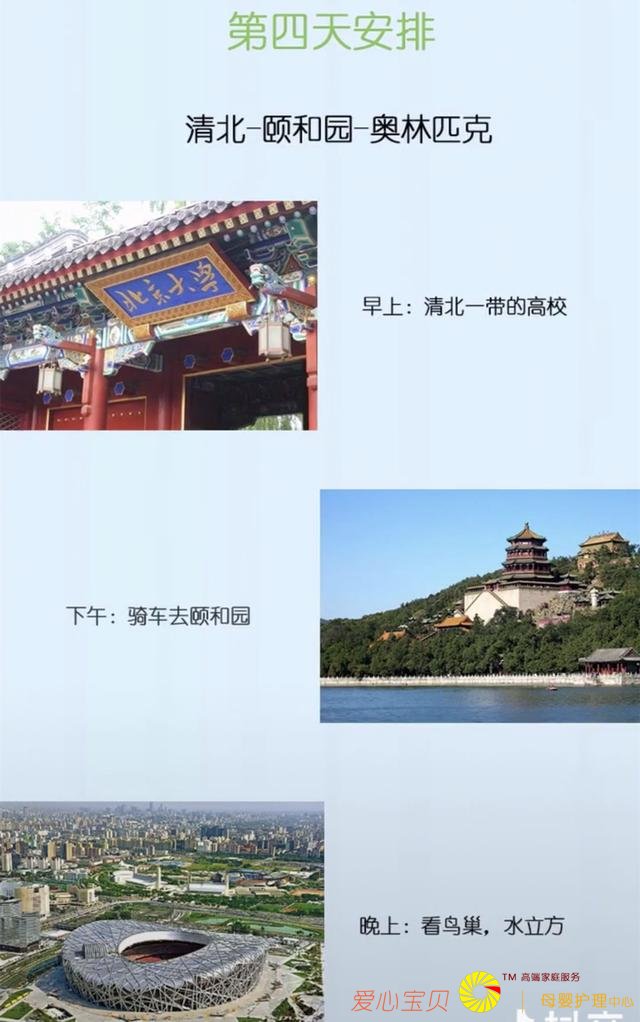 第四天安排
清北-颐和园-奥林匹克
北京大学
早上：清北一带的高校
下午：骑车去颐和园
晚上：看鸟巢，水立方
爱心宝贝
TM 高端家庭服务
母婴护理中心